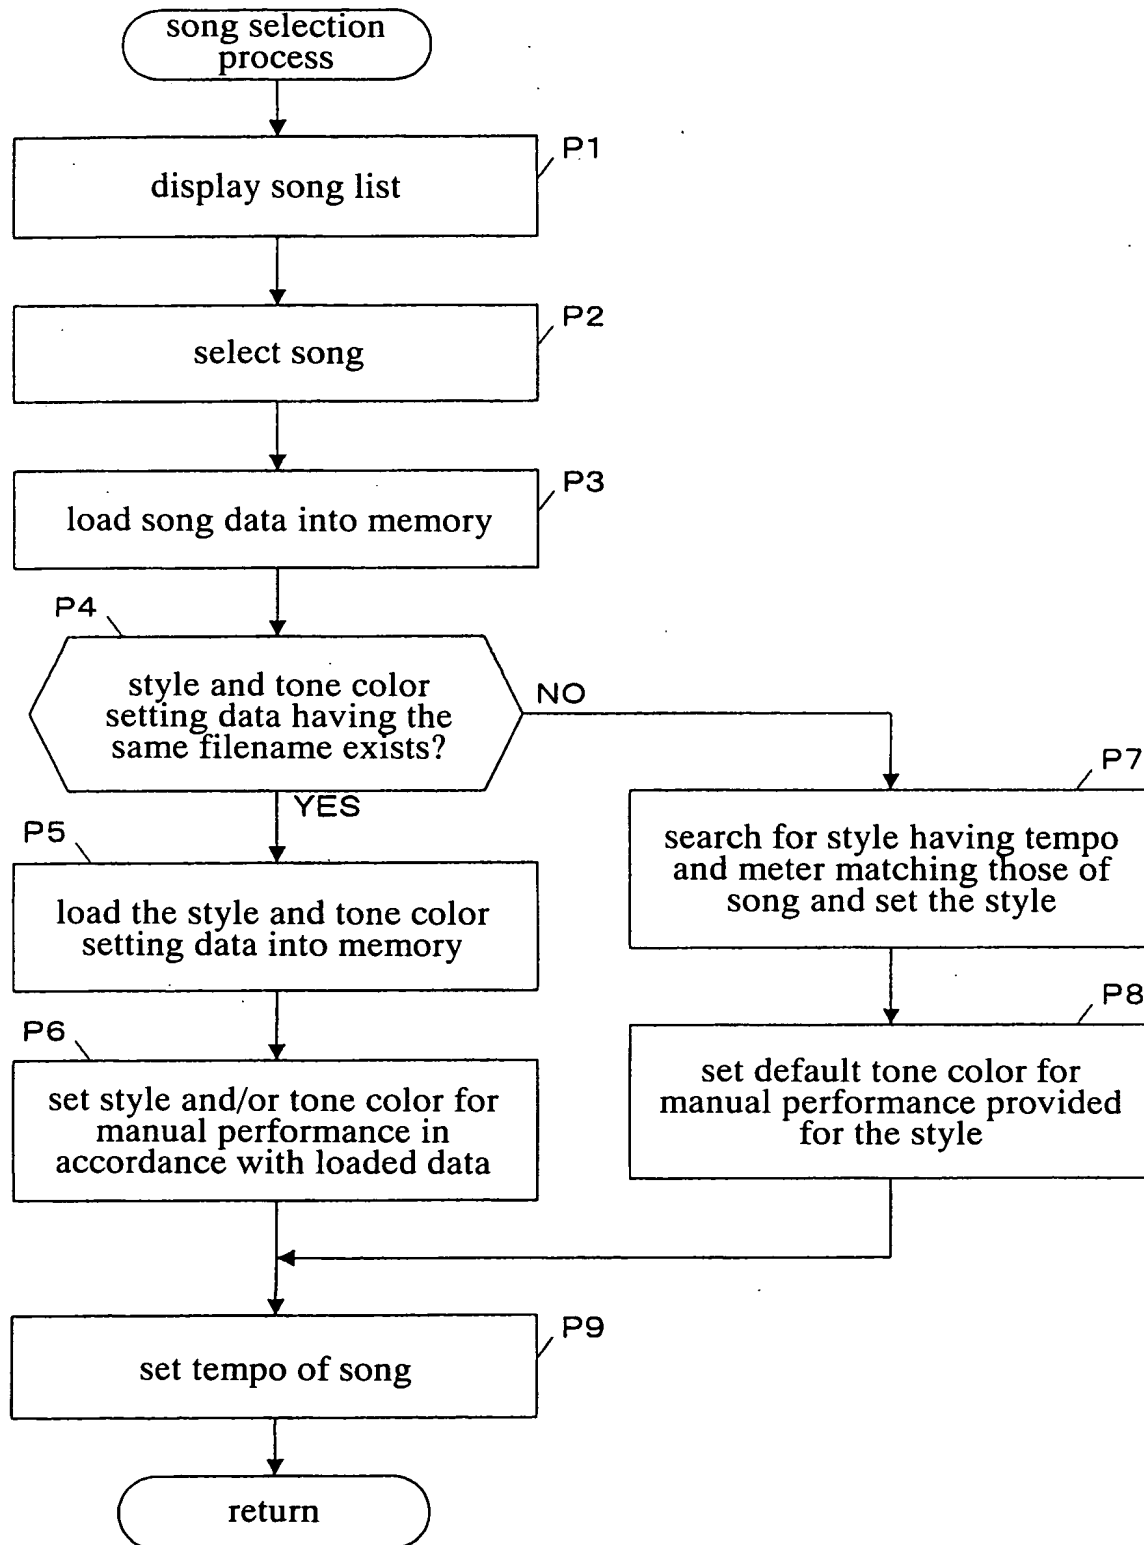 song selection
process
P1
display song list
P2
select song
P3
load song data into memory
P4
style and tone color
setting data having the
same filename exists?
NO
YES
P5
load the style and tone color
setting data into memory
P6
set style and/or tone color for
manual performance in
accordance with loaded data
P7
search for style having tempo
and meter matching those of
song and set the style
P8
set default tone color for
manual performance provided
for the style
P9
set tempo of song
return